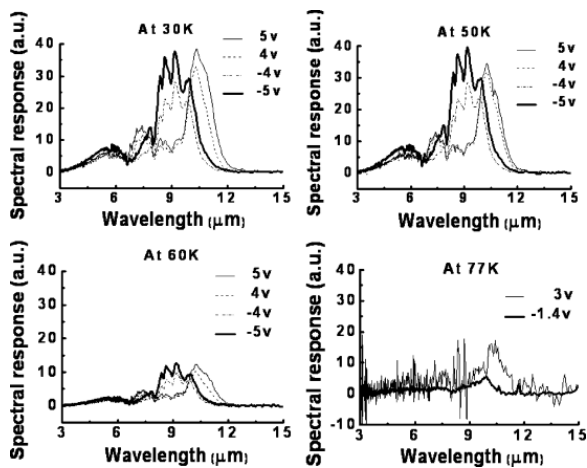 At 30K
5v
4v
-4v
-5v
Spectral response (a.u.)
40
30
20
10
0
3 6 9 12 15
Wavelength (μm)
At 50K
5v
4v
-4v
-5v
Spectral response (a.u.)
40
30
20
10
0
3 6 9 12 15
Wavelength (μm)
At 60K
5v
4v
-4v
-5v
Spectral response (a.u.)
40
30
20
10
0
3 6 9 12 15
Wavelength (μm)
At 77K
3v
-1.4v
Spectral response (a.u.)
40
30
20
10
0
-10
3 6 9 12 15
Wavelength (μm)